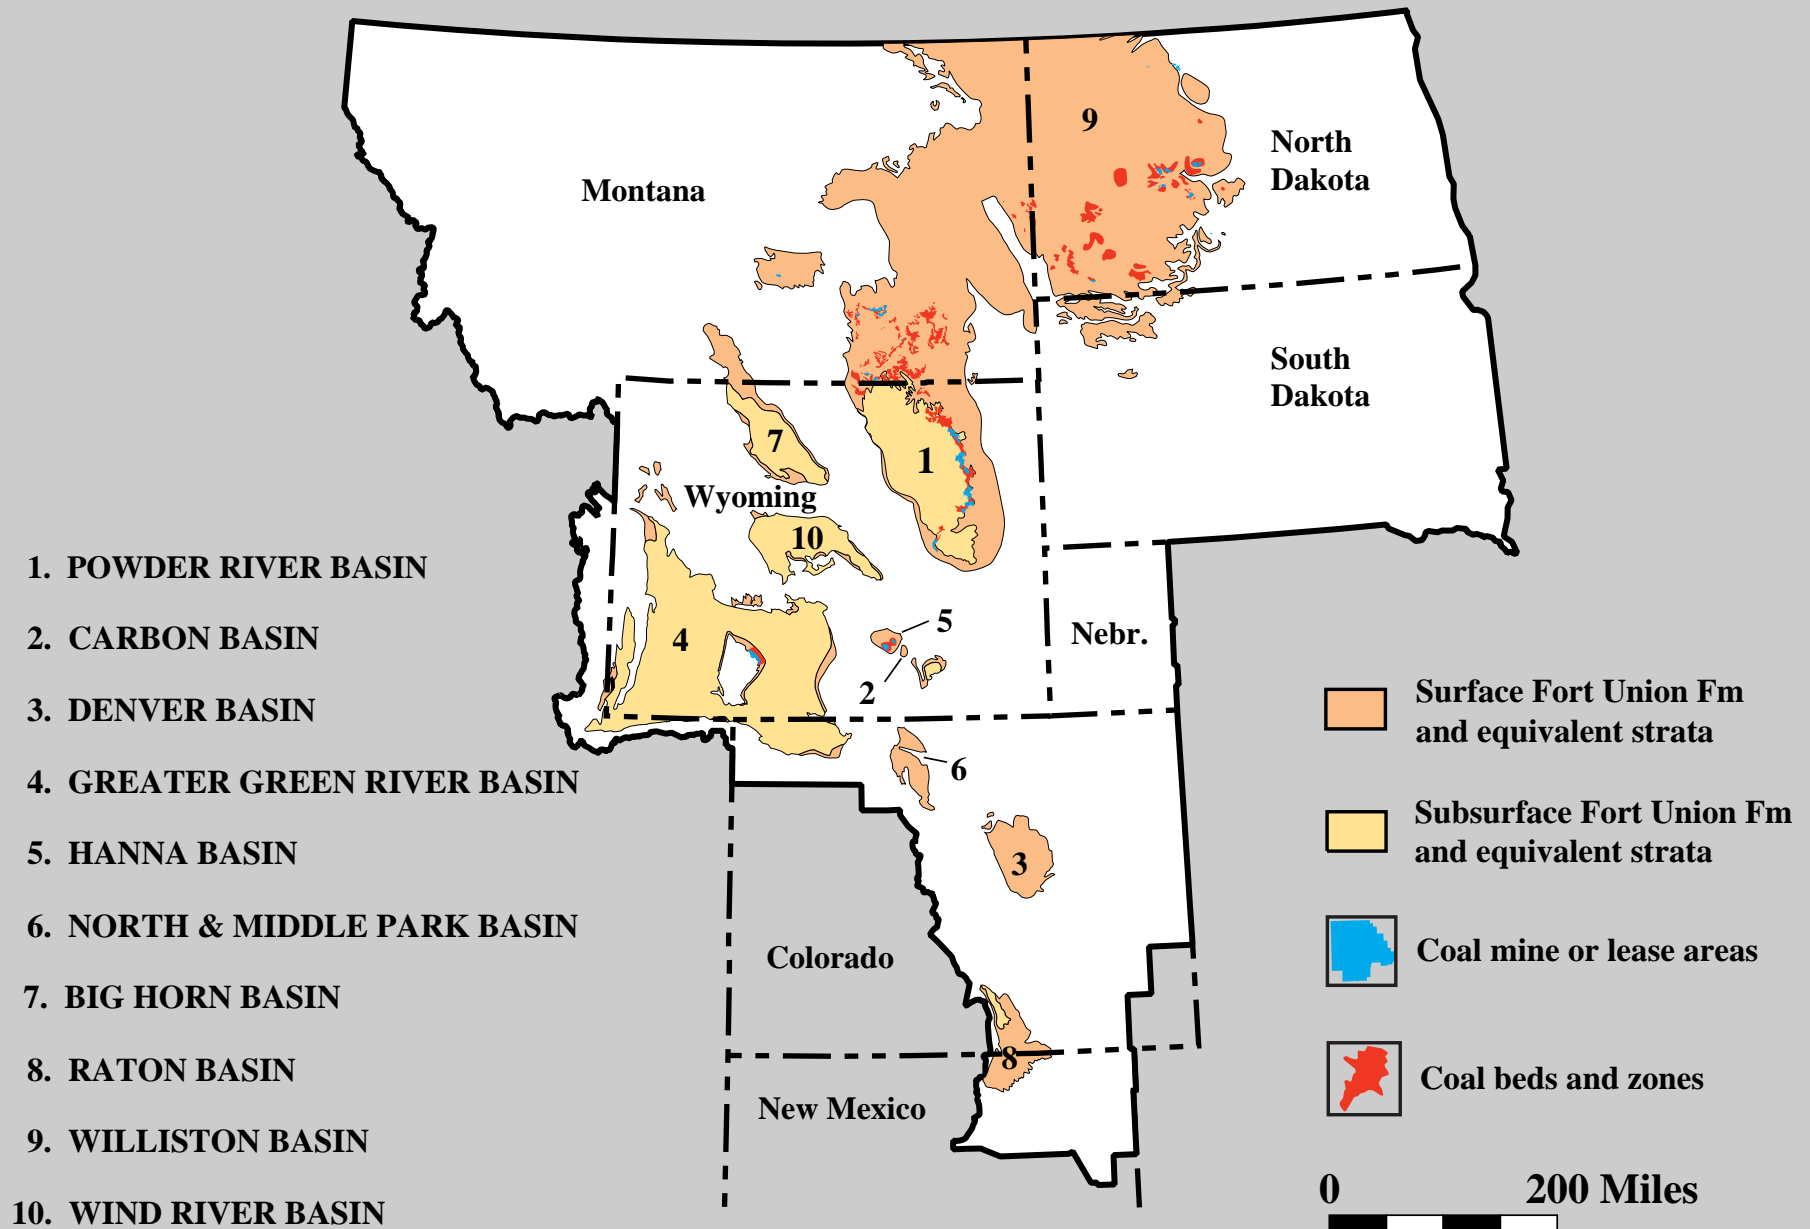 9
North
Dakota
Montana
South
Dakota
7
1
Wyoming
10
1. POWDER RIVER BASIN
5
2. CARBON BASIN
4
Nebr.
2
3. DENVER BASIN
Surface Fort Union Fm
and equivalent strata
4. GREATER GREEN RIVER BASIN
6
Subsurface Fort Union Fm
and equivalent strata
5. HANNA BASIN
3
6. NORTH & MIDDLE PARK BASIN
Colorado
Coal mine or lease areas
7. BIG HORN BASIN
8
8. RATON BASIN
Coal beds and zones
New Mexico
9. WILLISTON BASIN
0 200 Miles
10. WIND RIVER BASIN